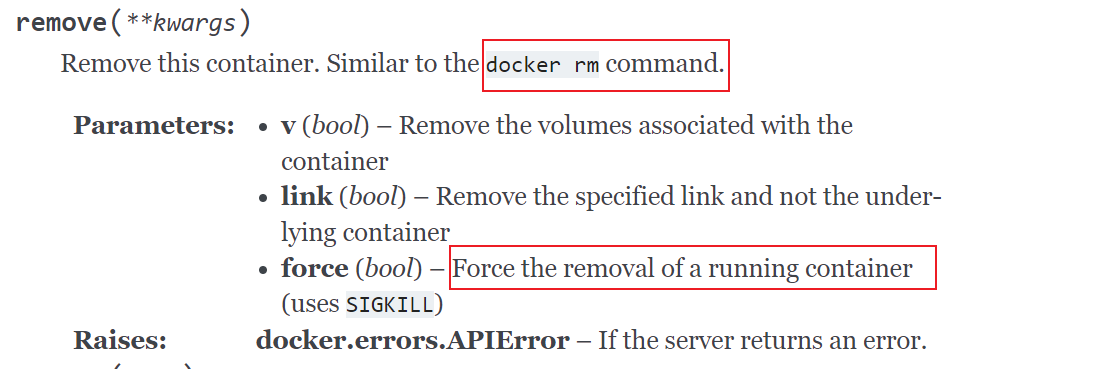 remove(**kwargs)
Remove this container. Similar to the docker rm command.
Parameters: • v (bool) – Remove the volumes associated with the
container
• link (bool) – Remove the specified link and not the under-
lying container
• force (bool) – Force the removal of a running container
(uses SIGKILL)
Raises: docker.errors.APIError – If the server returns an error.